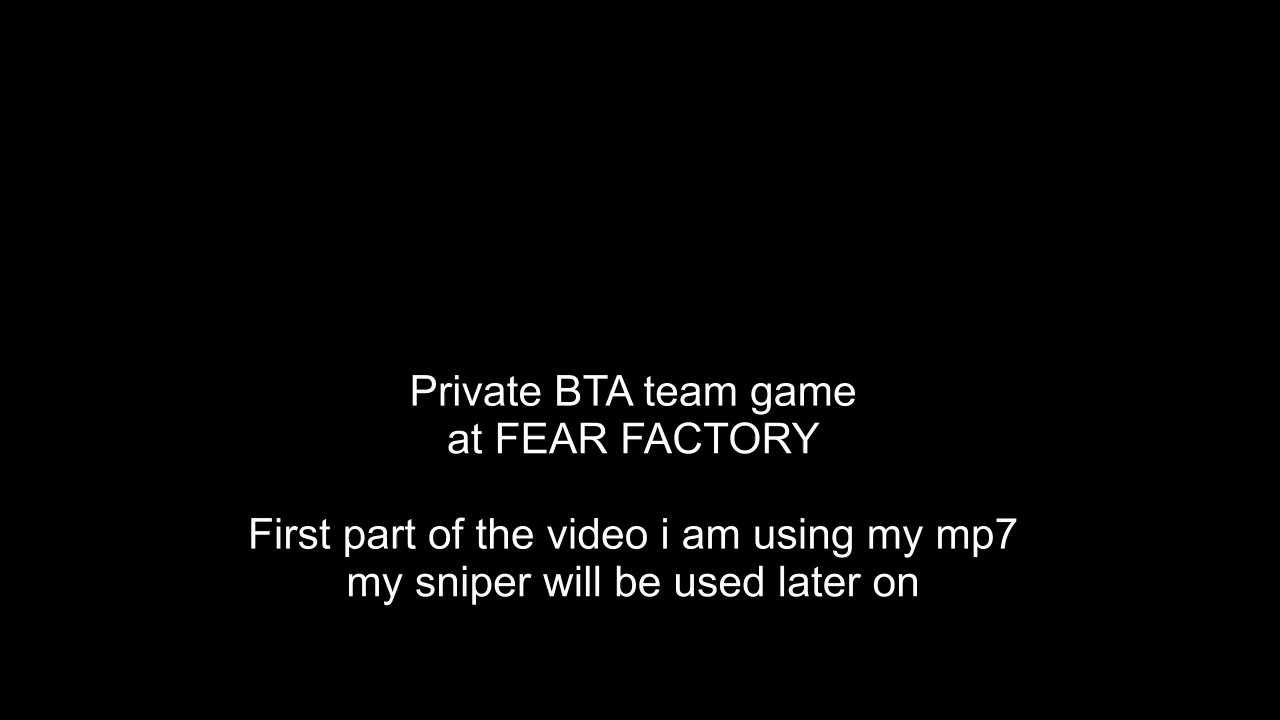 Private BTA team game
at FEAR FACTORY
First part of the video i am using my mp7
my sniper will be used later on